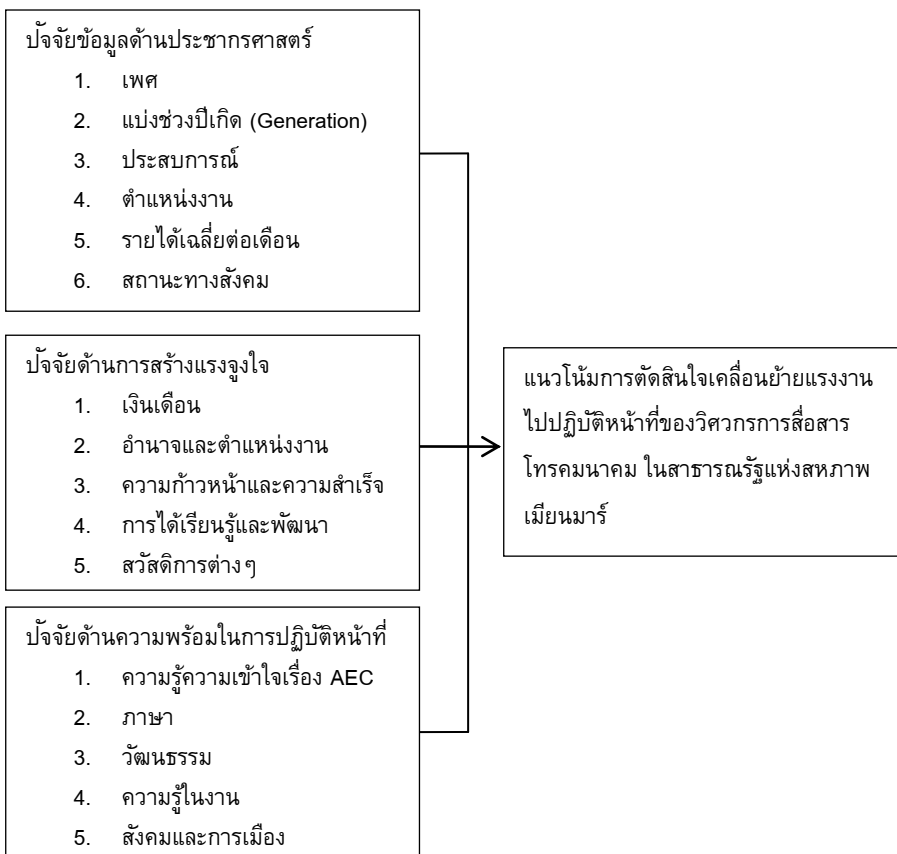 ปัจจัยข้อมูลด้านประชากรศาสตร์
1. เพศ
2. แบ่งช่วงปีเกิด (Generation)
3. ประสบการณ์
4. ตำแหน่งงาน
5. รายได้เฉลี่ยต่อเดือน
6. สถานะทางสังคม
ปัจจัยด้านการสร้างแรงจูงใจ
1. เงินเดือน
2. อำนาจและตำแหน่งงาน
3. ความก้าวหน้าและความสำเร็จ
4. การได้เรียนรู้และพัฒนา
5. สวัสดิการต่างๆ
แนวโน้มการตัดสินใจเคลื่อนย้ายแรงงาน
ไปปฏิบัติหน้าที่ของวิศวกรการสื่อสาร
โทรคมนาคม ในสาธารณรัฐแห่งสหภาพ
เมียนมาร์
ปัจจัยด้านความพร้อมในการปฏิบัติหน้าที่
1. ความรู้ความเข้าใจเรื่อง AEC
2. ภาษา
3. วัฒนธรรม
4. ความรู้ในงาน
5. สังคมและการเมือง